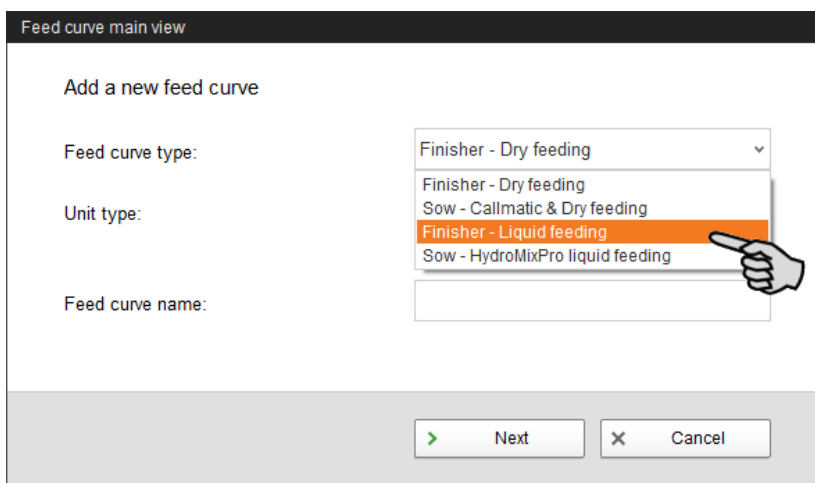 Feed curve main view
Add a new feed curve
Feed curve type:
Finisher - Dry feeding
Finisher - Dry feeding
Sow - Callmatic & Dry feeding
Finisher - Liquid feeding
Sow - HydroMixPro liquid feeding
Unit type:
Feed curve name:
Next
Cancel